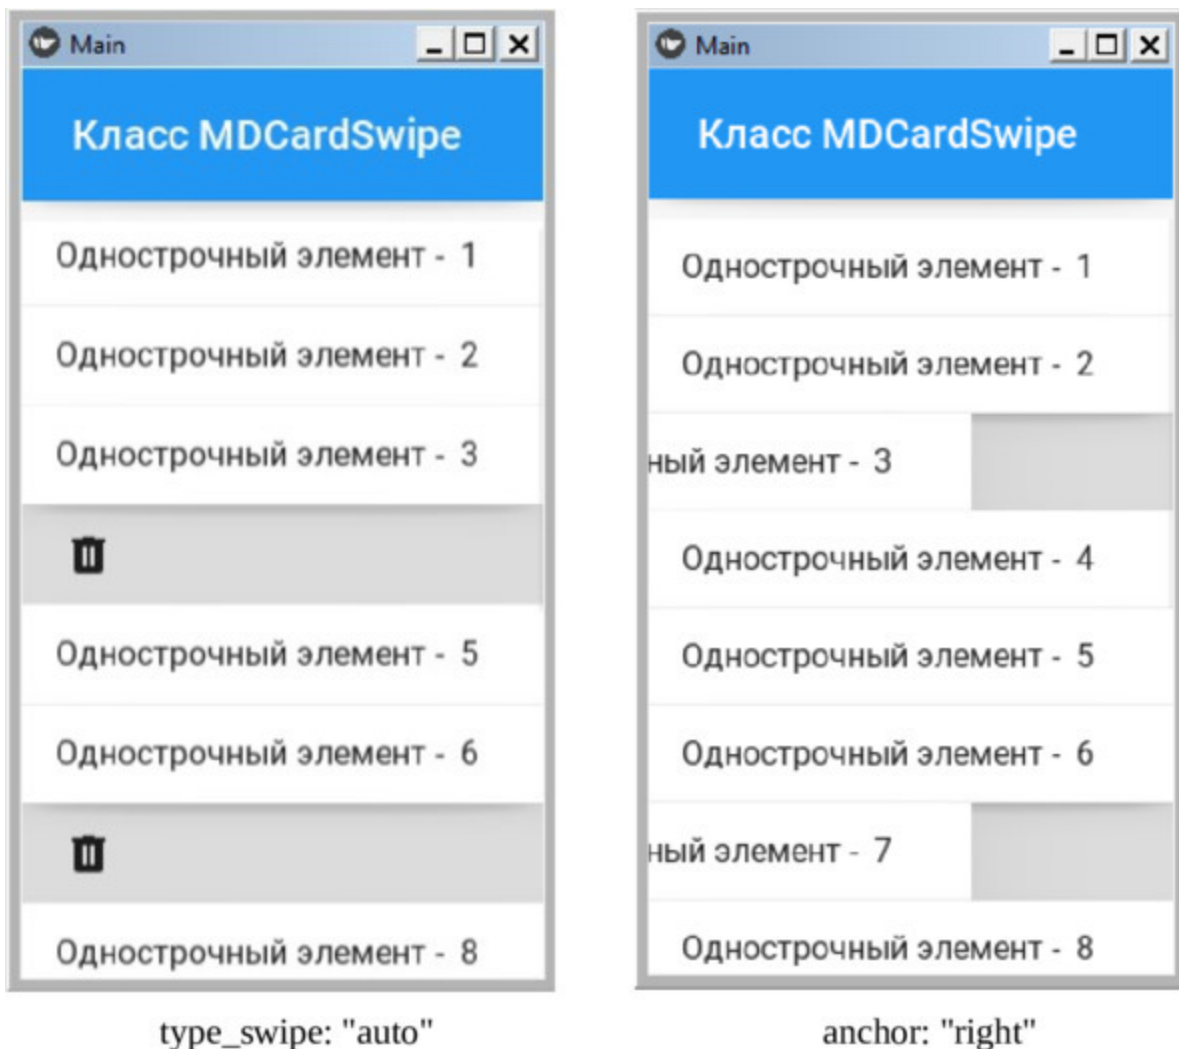 Main
Класс MDCardSwipe
Однострочный элемент - 1
Однострочный элемент - 2
Однострочный элемент - 3
Однострочный элемент - 5
Однострочный элемент - 6
Однострочный элемент - 8
type_swipe: "auto"
Main
Класс MDCardSwipe
Однострочный элемент - 1
Однострочный элемент - 2
ный элемент - 3
Однострочный элемент - 4
Однострочный элемент - 5
Однострочный элемент - 6
ный элемент - 7
Однострочный элемент - 8
anchor: "right"